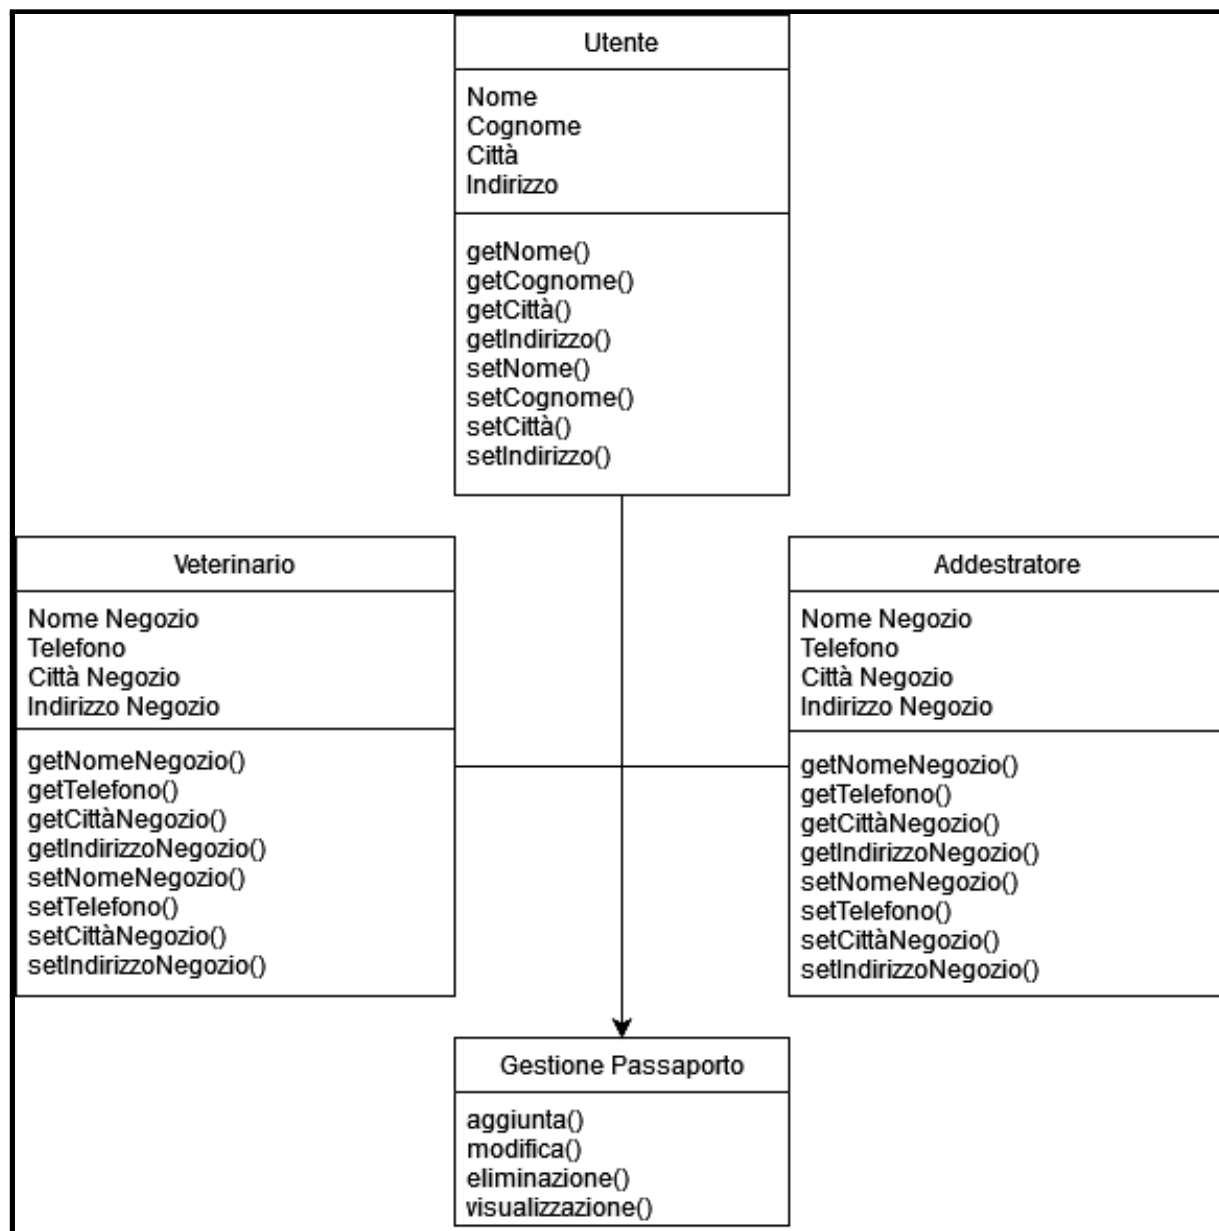 Utente
Nome
Cognome
Città
Indirizzo
getNome()
getCognome()
getCittà()
getIndirizzo()
setNome()
setCognome()
setCittà()
setIndirizzo()
Veterinario
Nome Negozio
Telefono
Città Negozio
Indirizzo Negozio
getNomeNegozio()
getTelefono()
getCittàNegozio()
getIndirizzoNegozio()
setNomeNegozio()
setTelefono()
setCittàNegozio()
setIndirizzoNegozio()
Addestratore
Nome Negozio
Telefono
Città Negozio
Indirizzo Negozio
getNomeNegozio()
getTelefono()
getCittàNegozio()
getIndirizzoNegozio()
setNomeNegozio()
setTelefono()
setCittàNegozio()
setIndirizzoNegozio()
Gestione Passaporto
aggiunta()
modifica()
eliminazione()
visualizzazione()